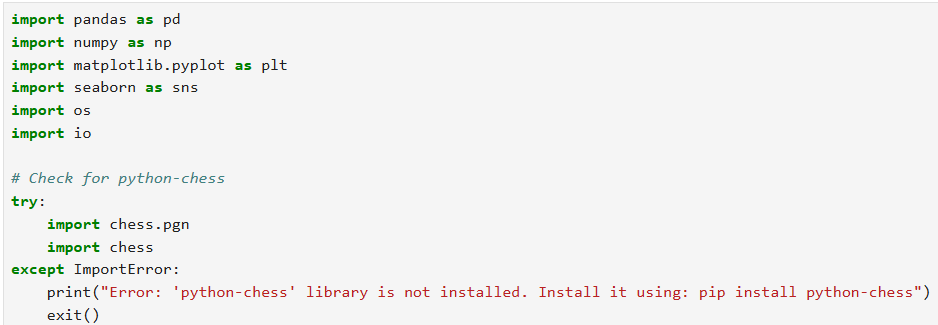 import pandas as pd
import numpy as np
import matplotlib.pyplot as plt
import seaborn as sns
import os
import io

# Check for python-chess
try:
    import chess.pgn
    import chess
except ImportError:
    print("Error: 'python-chess' library is not installed. Install it using: pip install python-chess")
    exit()